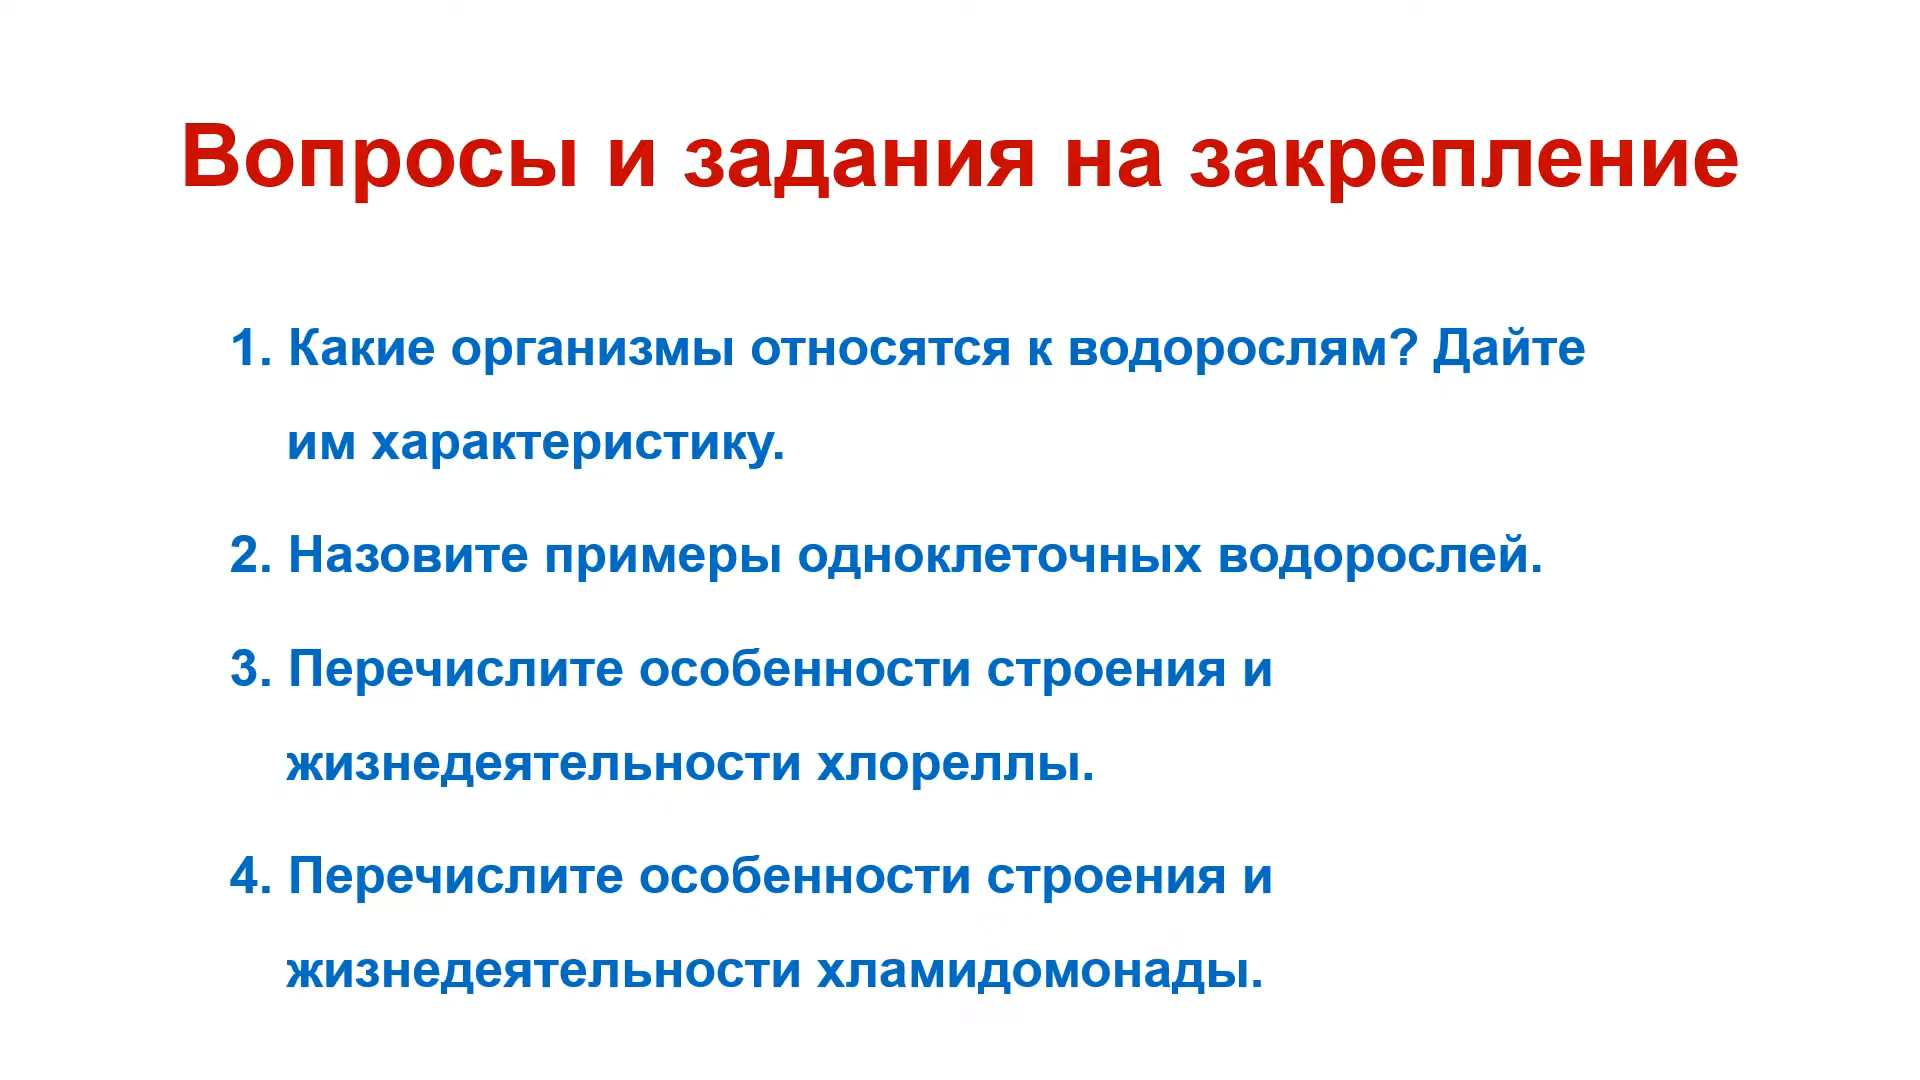 Вопросы и задания на закрепление
1. Какие организмы относятся к водорослям? Дайте
им характеристику.
2. Назовите примеры одноклеточных водорослей.
3. Перечислите особенности строения и
жизнедеятельности хлореллы.
4. Перечислите особенности строения и
жизнедеятельности хламидомонады.